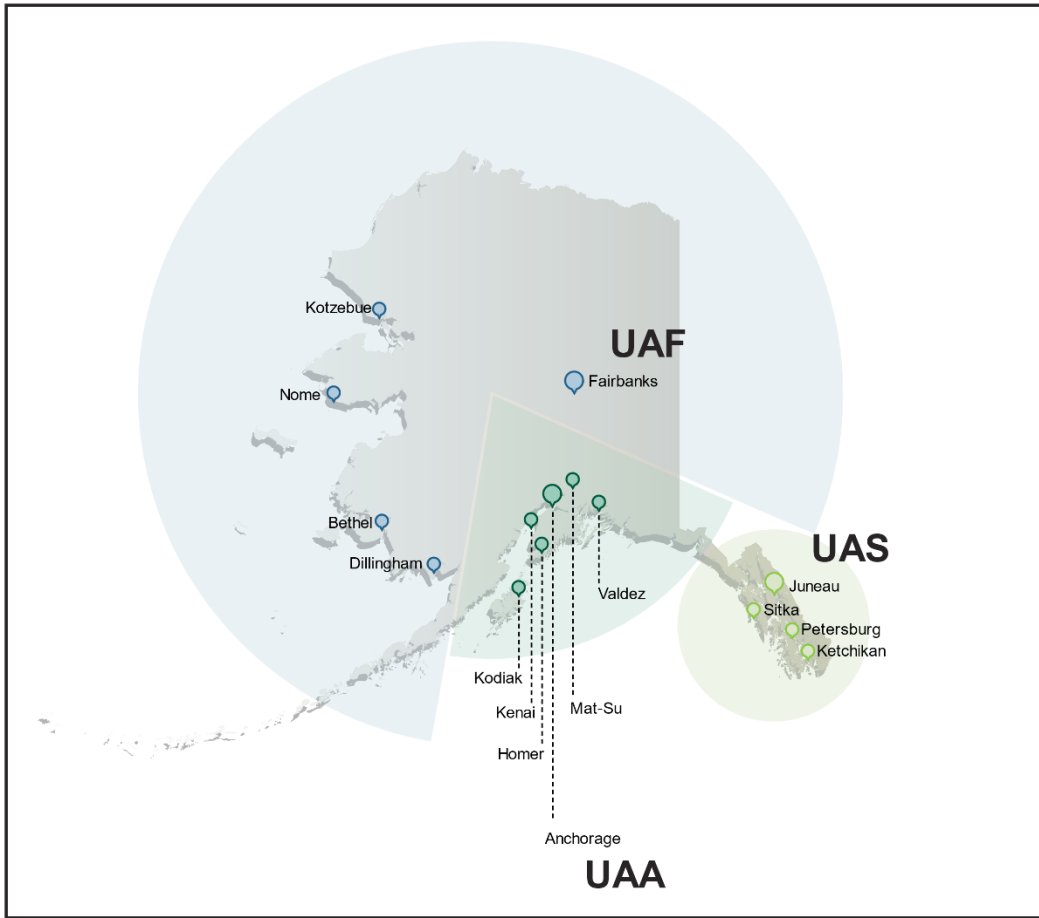 Kotzebue
UAF
Fairbanks
Nome
Bethel
UAS
Dillingham
Juneau
Valdez
Sitka
Petersburg
Ketchikan
Kodiak
Kenai
Mat-Su
Homer
Anchorage
UAA